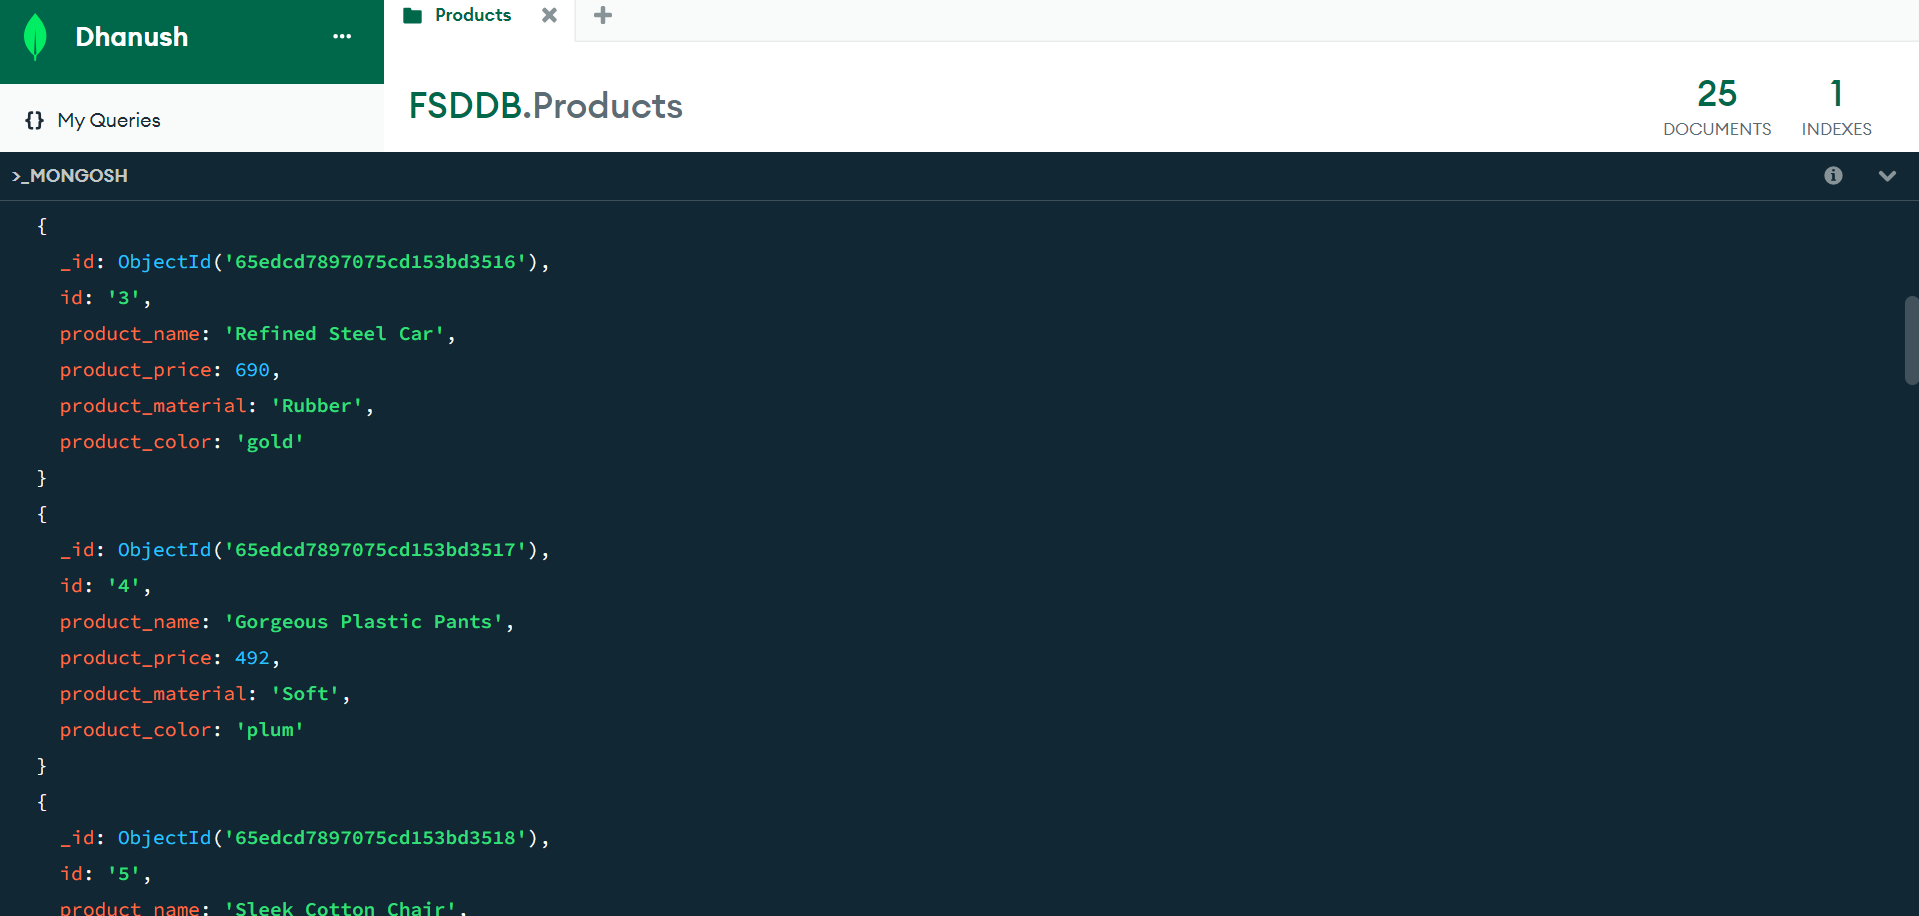 Dhanush
...
Products
My Queries
FSDDB.Products
25
DOCUMENTS
1
INDEXES
>_MONGOSH
{
_id: ObjectId('65edcd7897075cd153bd3516'),
id: '3',
product_name: 'Refined Steel Car',
product_price: 690,
product_material: 'Rubber',
product_color: 'gold'
}
{
_id: ObjectId('65edcd7897075cd153bd3517'),
id: '4',
product_name: 'Gorgeous Plastic Pants',
product_price: 492,
product_material: 'Soft',
product_color: 'plum'
}
{
_id: ObjectId('65edcd7897075cd153bd3518'),
id: '5',
product_name: 'Sleek Cotton Chair',